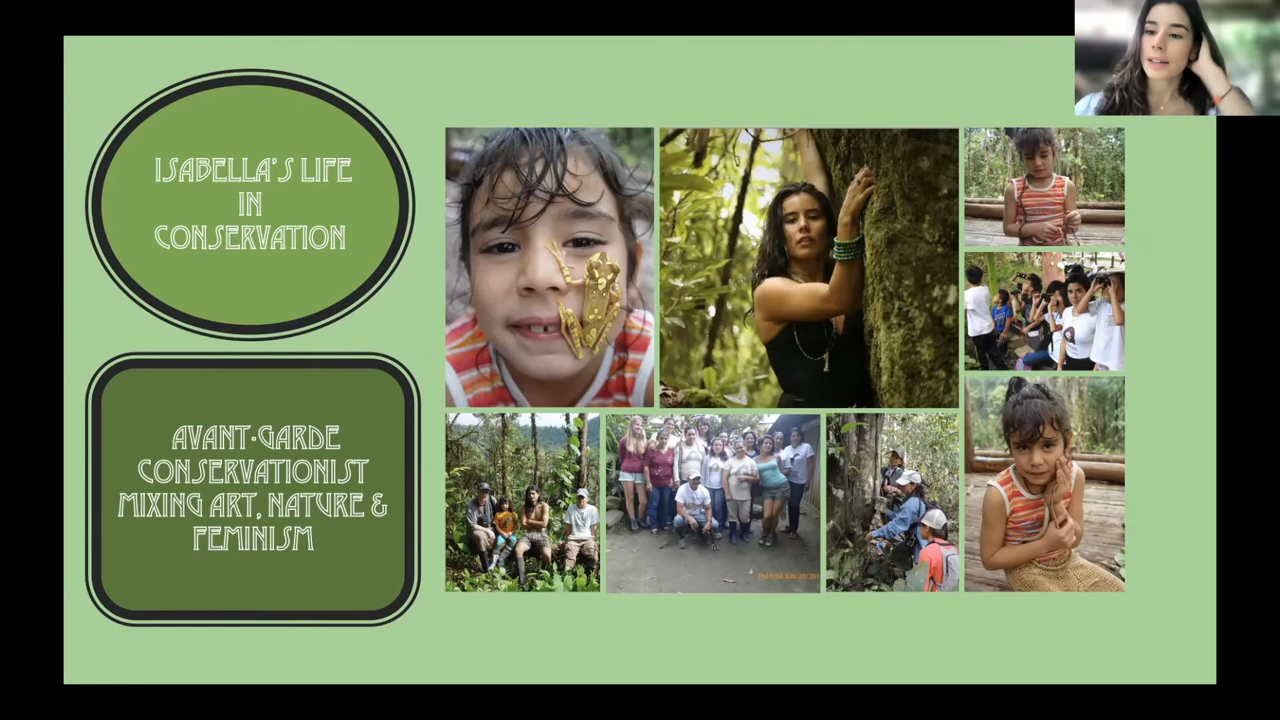 ISABELLA'S LIFE
IN
CONSERVATION
AVANT-GARDE
CONSERVATIONIST
MIXING ART, NATURE &
FEMINISM